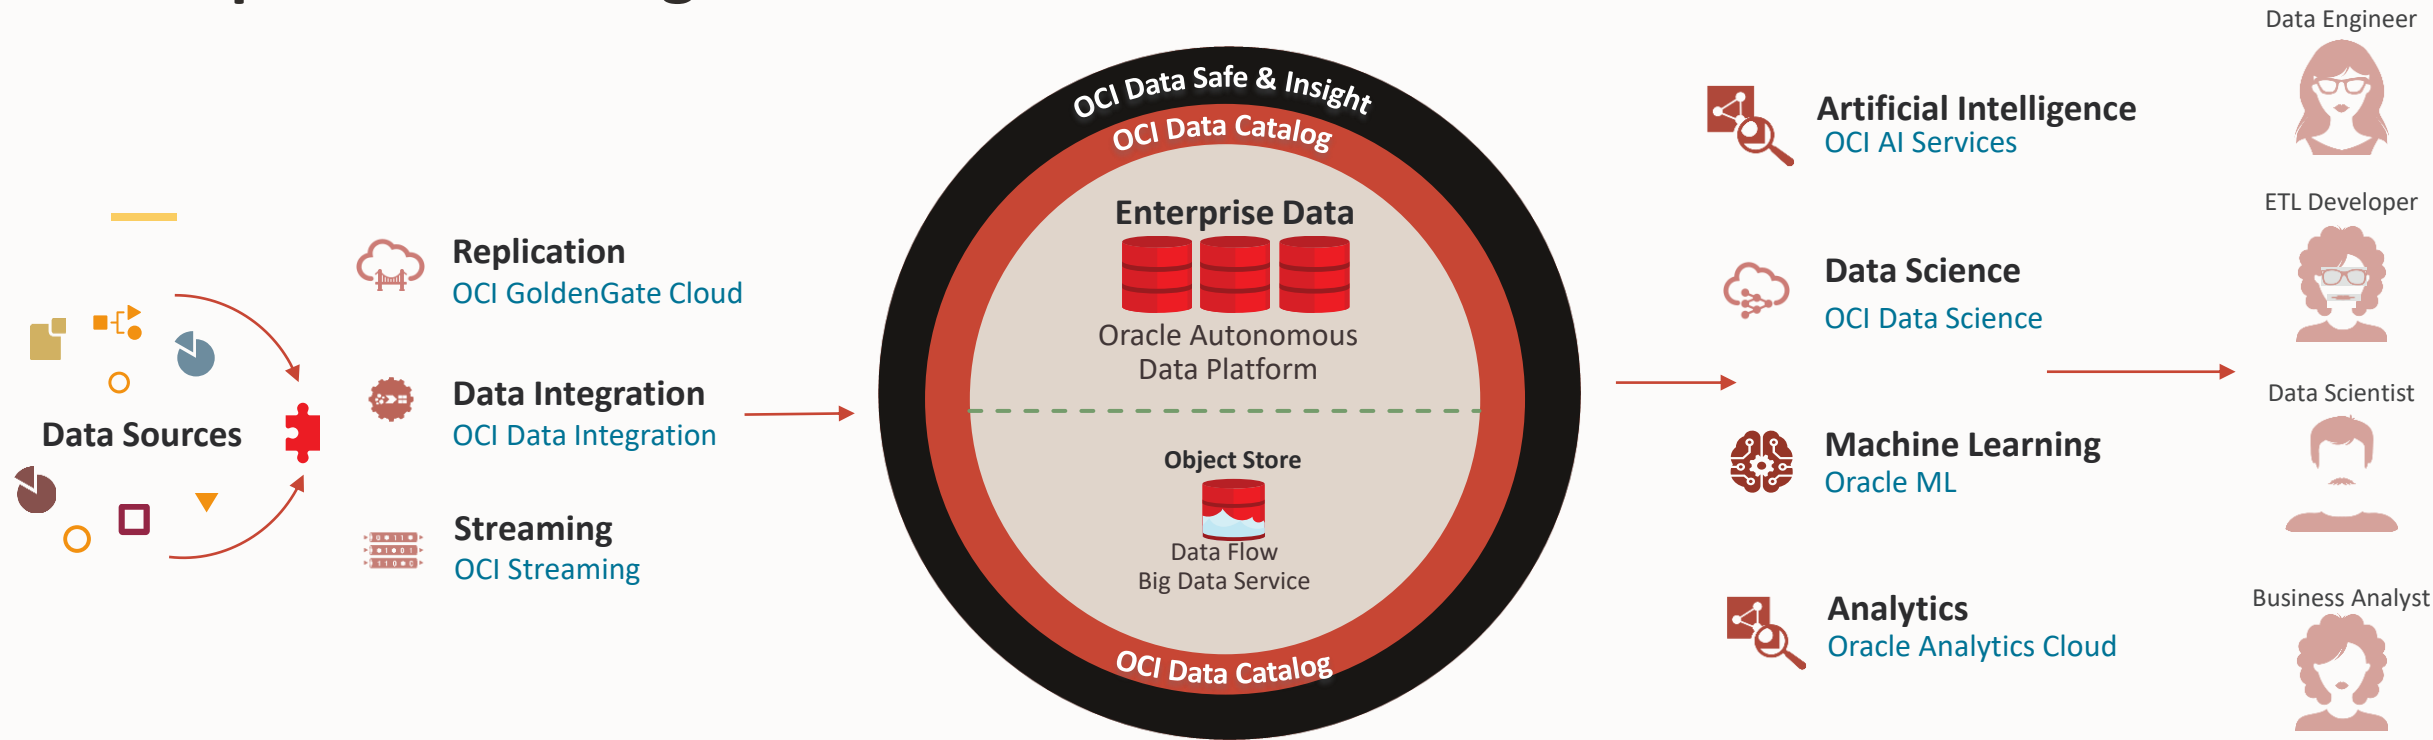 Data Sources
Replication
OCI GoldenGate Cloud
Data Integration
OCI Data Integration
Streaming
OCI Streaming
OCI Data Safe & Insight
OCI Data Catalog
Enterprise Data
Oracle Autonomous
Data Platform
Object Store
Data Flow
Big Data Service
OCI Data Catalog
Artificial Intelligence
OCI AI Services
Data Science
OCI Data Science
Machine Learning
Oracle ML
Analytics
Oracle Analytics Cloud
Data Engineer
ETL Developer
Data Scientist
Business Analyst